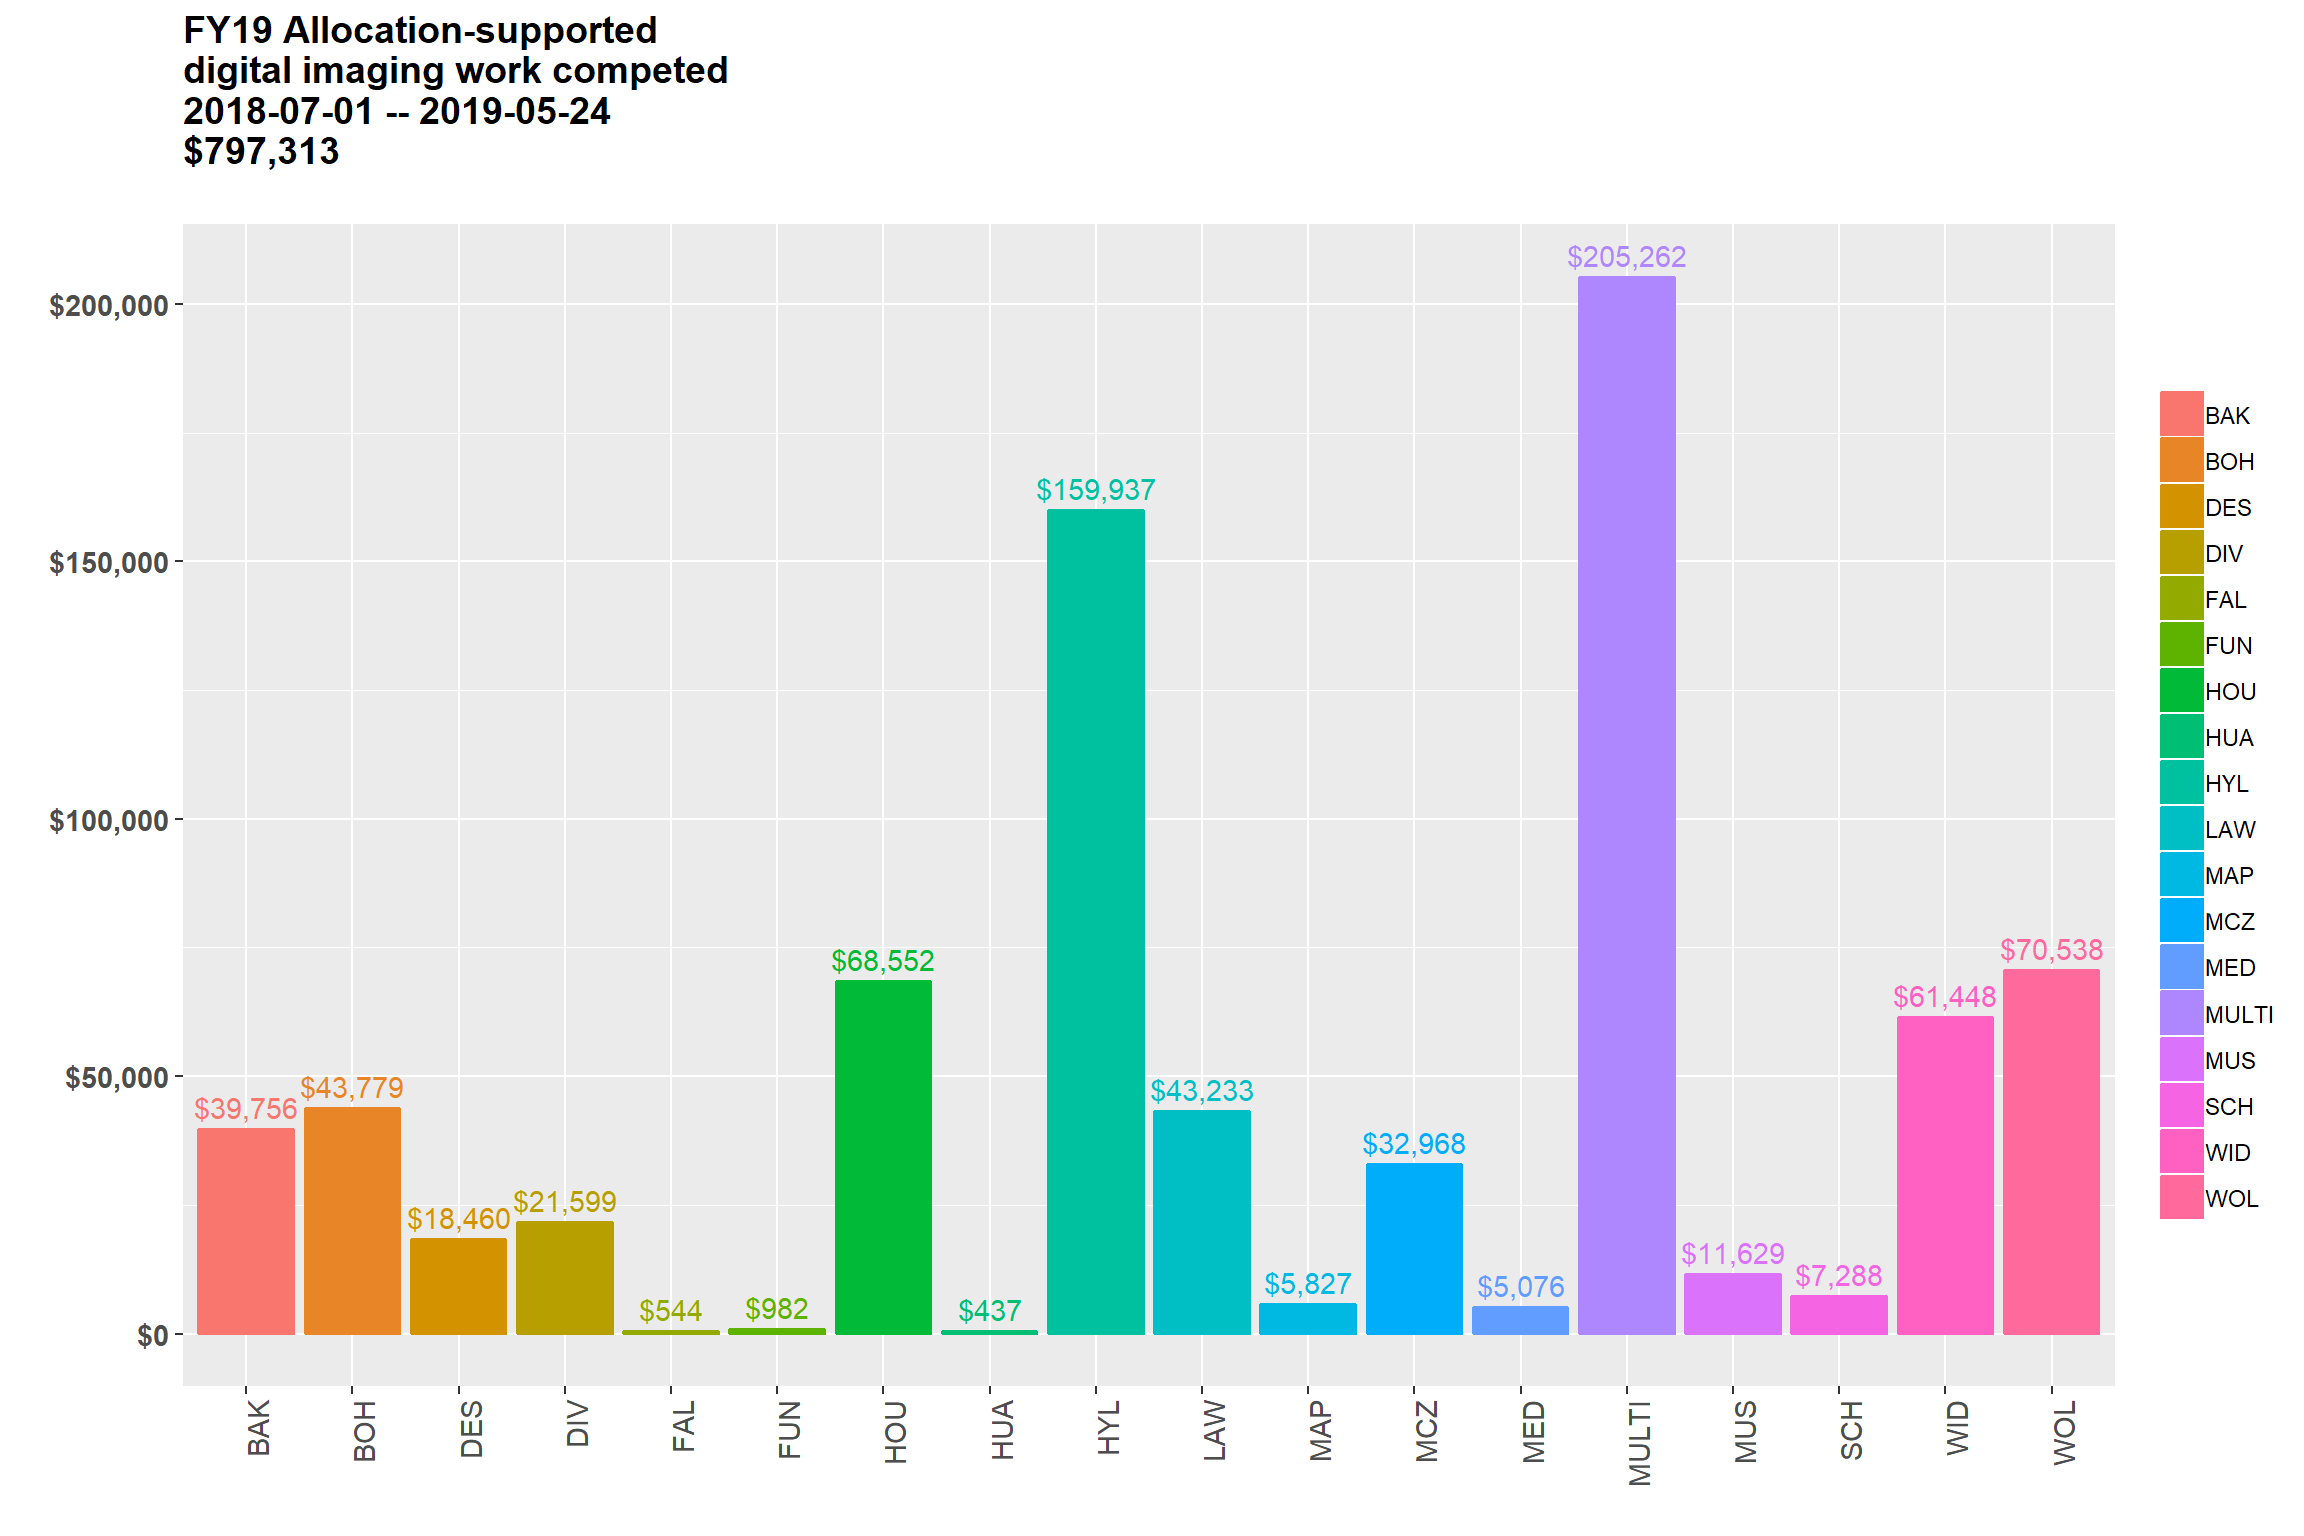 FY19 Allocation-supported
digital imaging work competed
2018-07-01 -- 2019-05-24
$797,313
$200,000
$150,000
$100,000
$50,000
$0
$39,756
$43,779
$18,460
$21,599
$544
$982
$68,552
$437
$159,937
$43,233
$5,827
$32,968
$5,076
$205,262
$11,629
$7,288
$61,448
$70,538
BAK
BOH
DES
DIV
FAL
FUN
HOU
HUA
HYL
LAW
MAP
MCZ
MED
MULTI
MUS
SCH
WID
WOL
BAK
BOH
DES
DIV
FAL
FUN
HOU
HUA
HYL
LAW
MAP
MCZ
MED
MULTI
MUS
SCH
WID
WOL